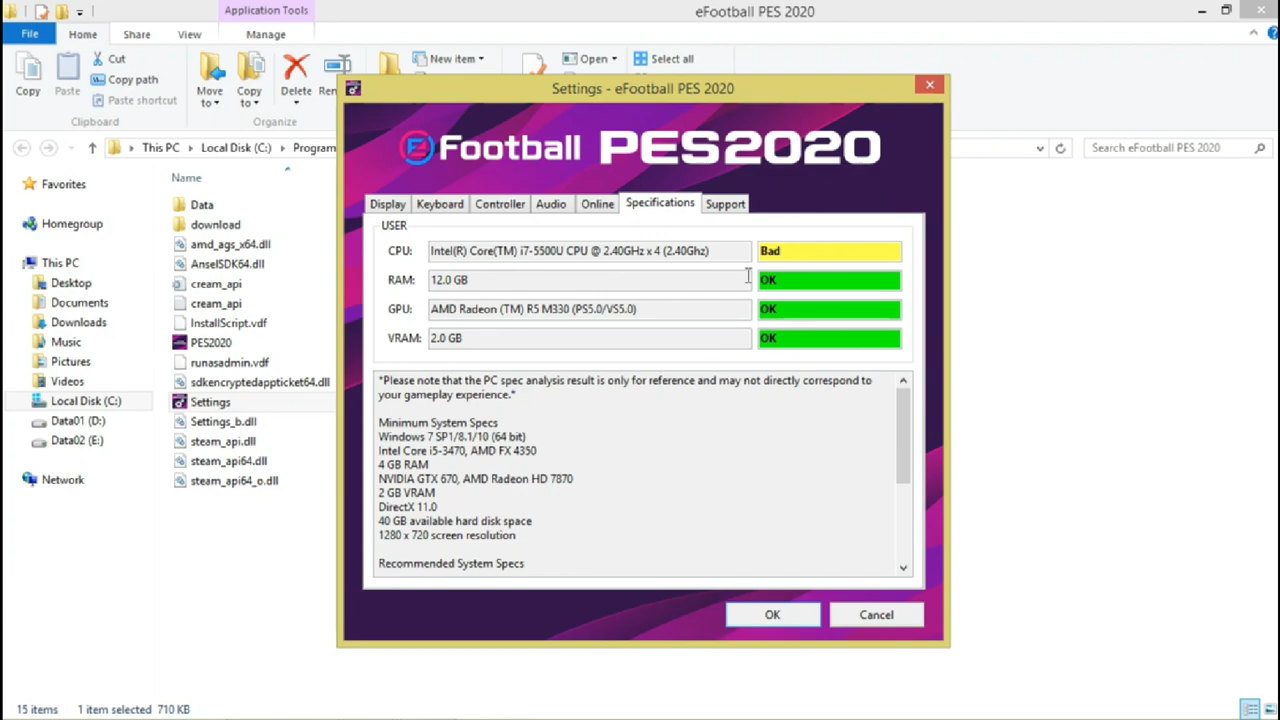 Application Tools
eFootball PES 2020
File
Home
Share
View
Manage
Copy
Paste
Cut
Copy path
Paste shortcut
Clipboard
Move to
Copy to
Delete
Organize
New item
Open
Select all
This PC
Local Disk (C:)
Search eFootball PES 2020
Favorites
Homegroup
This PC
Desktop
Documents
Downloads
Music
Pictures
Videos
Local Disk (C:)
Data01 (D:)
Data02 (E:)
Network
Name
Data
download
amd_ags_x64.dll
AnselSDK64.dll
cream_api
cream_api
InstallScript.vdf
PES2020
runasadmin.vdf
sdkencryptedappticket64.dll
Settings
Settings_b.dll
steam_api.dll
steam_api64.dll
steam_api64_o.dll
Settings - eFootball PES 2020
eFootball PES2020
Display
Keyboard
Controller
Audio
Online
Specifications
Support
USER
CPU: Intel(R) Core(TM) i7-5500U CPU @ 2.40GHz x 4 (2.40Ghz) Bad
RAM: 12.0 GB OK
GPU: AMD Radeon (TM) R5 M330 (PS5.0/VS5.0) OK
VRAM: 2.0 GB OK
*Please note that the PC spec analysis result is only for reference and may not directly correspond to
your gameplay experience.*
Minimum System Specs
Windows 7 SP1/8.1/10 (64 bit)
Intel Core i5-3470, AMD FX 4350
4 GB RAM
NVIDIA GTX 670, AMD Radeon HD 7870
2 GB VRAM
DirectX 11.0
40 GB available hard disk space
1280 x 720 screen resolution
Recommended System Specs
OK
Cancel
15 items
1 item selected 710 KB